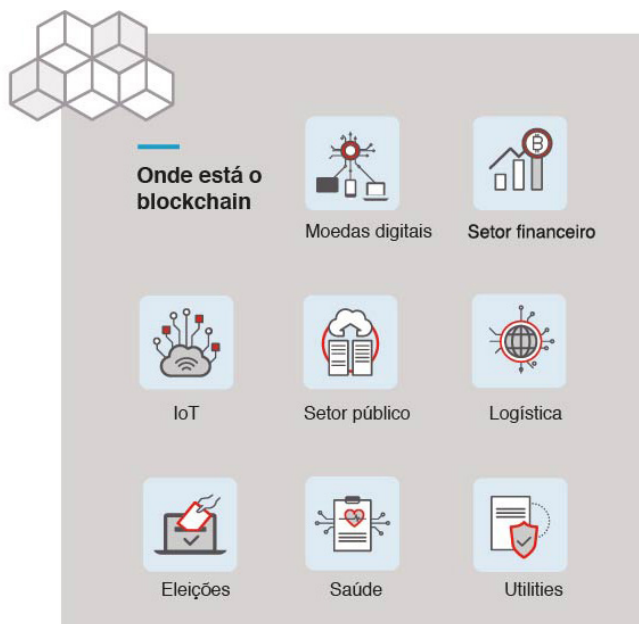 Onde está o
blockchain
Moedas digitais
Setor financeiro
IoT
Setor público
Logística
Eleições
Saúde
Utilities